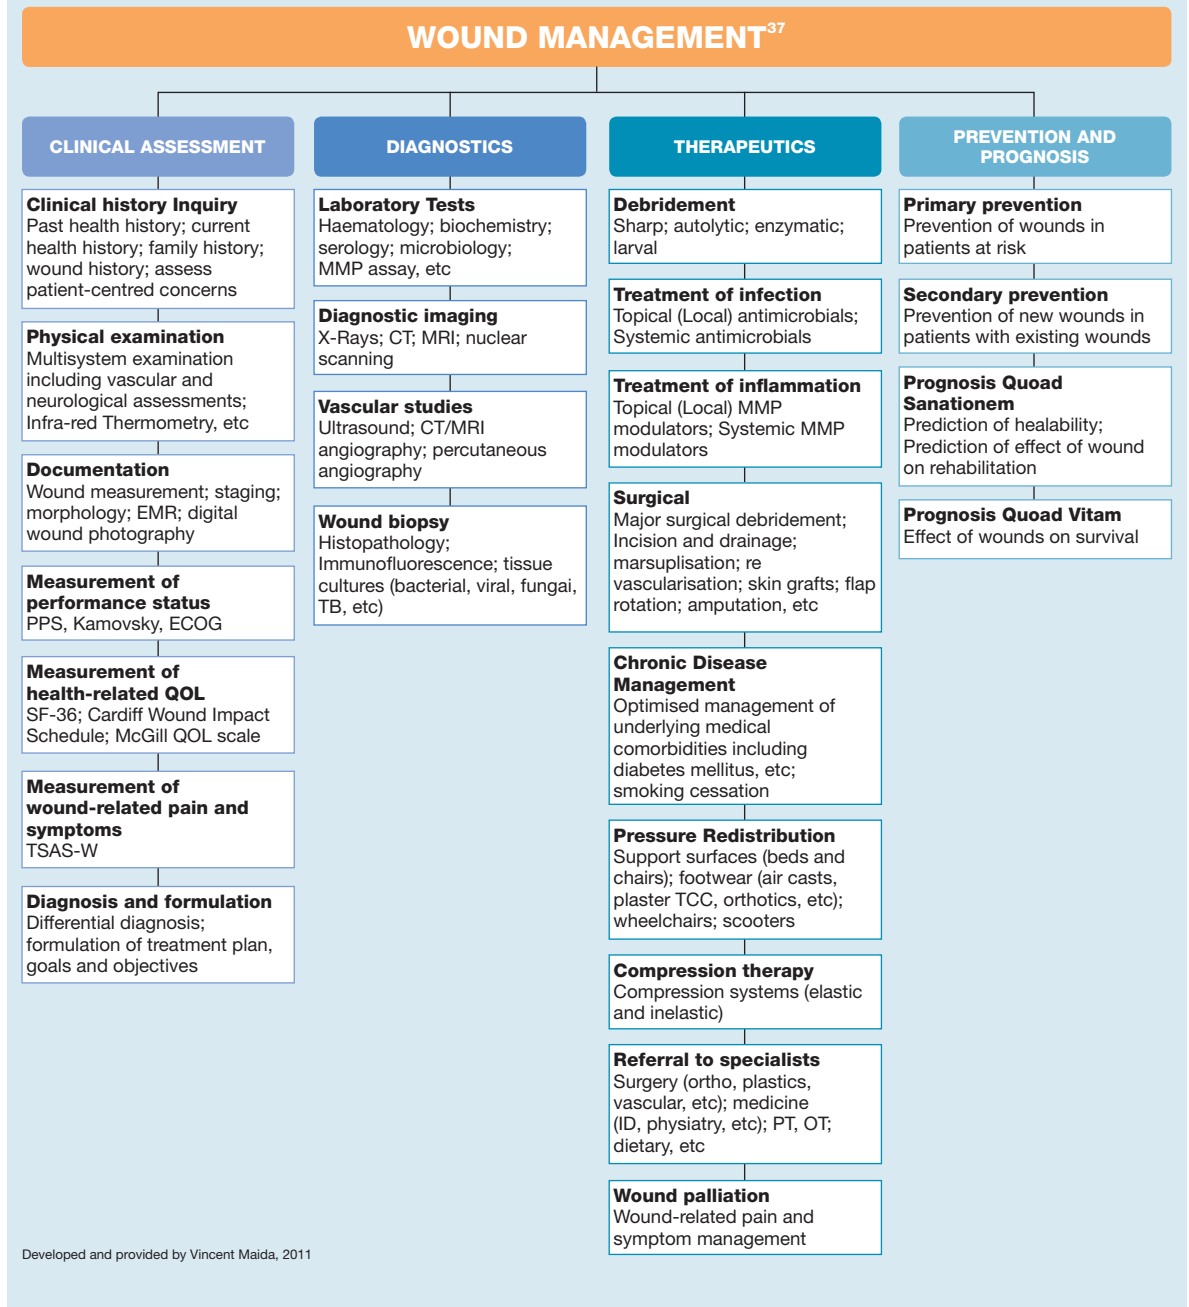 WOUND MANAGEMENT37
CLINICAL ASSESSMENT
Clinical history Inquiry
Past health history; current
health history; family history;
wound history; assess
patient-centred concerns
Physical examination
Multisystem examination
including vascular and
neurological assessments;
Infra-red Thermometry, etc
Documentation
Wound measurement; staging;
morphology; EMR; digital
wound photography
Measurement of
performance status
PPS, Kamovsky, ECOG
Measurement of
health-related QOL
SF-36; Cardiff Wound Impact
Schedule; McGill QOL scale
Measurement of
wound-related pain and
symptoms
TSAS-W
Diagnosis and formulation
Differential diagnosis;
formulation of treatment plan,
goals and objectives
DIAGNOSTICS
Laboratory Tests
Haematology; biochemistry;
serology; microbiology;
MMP assay, etc
Diagnostic imaging
X-Rays; CT; MRI; nuclear
scanning
Vascular studies
Ultrasound; CT/MRI
angiography; percutaneous
angiography
Wound biopsy
Histopathology;
Immunofluorescence; tissue
cultures (bacterial, viral, fungai,
TB, etc)
THERAPEUTICS
Debridement
Sharp; autolytic; enzymatic;
larval
Treatment of infection
Topical (Local) antimicrobials;
Systemic antimicrobials
Treatment of inflammation
Topical (Local) MMP
modulators; Systemic MMP
modulators
Surgical
Major surgical debridement;
Incision and drainage;
marsuplisation; re
vascularisation; skin grafts; flap
rotation; amputation, etc
Chronic Disease
Management
Optimised management of
underlying medical
comorbidities including
diabetes mellitus, etc;
smoking cessation
Pressure Redistribution
Support surfaces (beds and
chairs); footwear (air casts,
plaster TCC, orthotics, etc);
wheelchairs; scooters
Compression therapy
Compression systems (elastic
and inelastic)
Referral to specialists
Surgery (ortho, plastics,
vascular, etc); medicine
(ID, physiatry, etc); PT, OT;
dietary, etc
Wound palliation
Wound-related pain and
symptom management
PREVENTION AND
PROGNOSIS
Primary prevention
Prevention of wounds in
patients at risk
Secondary prevention
Prevention of new wounds in
patients with existing wounds
Prognosis Quoad
Sanationem
Prediction of healability;
Prediction of effect of wound
on rehabilitation
Prognosis Quoad Vitam
Effect of wounds on survival
Developed and provided by Vincent Maida, 2011